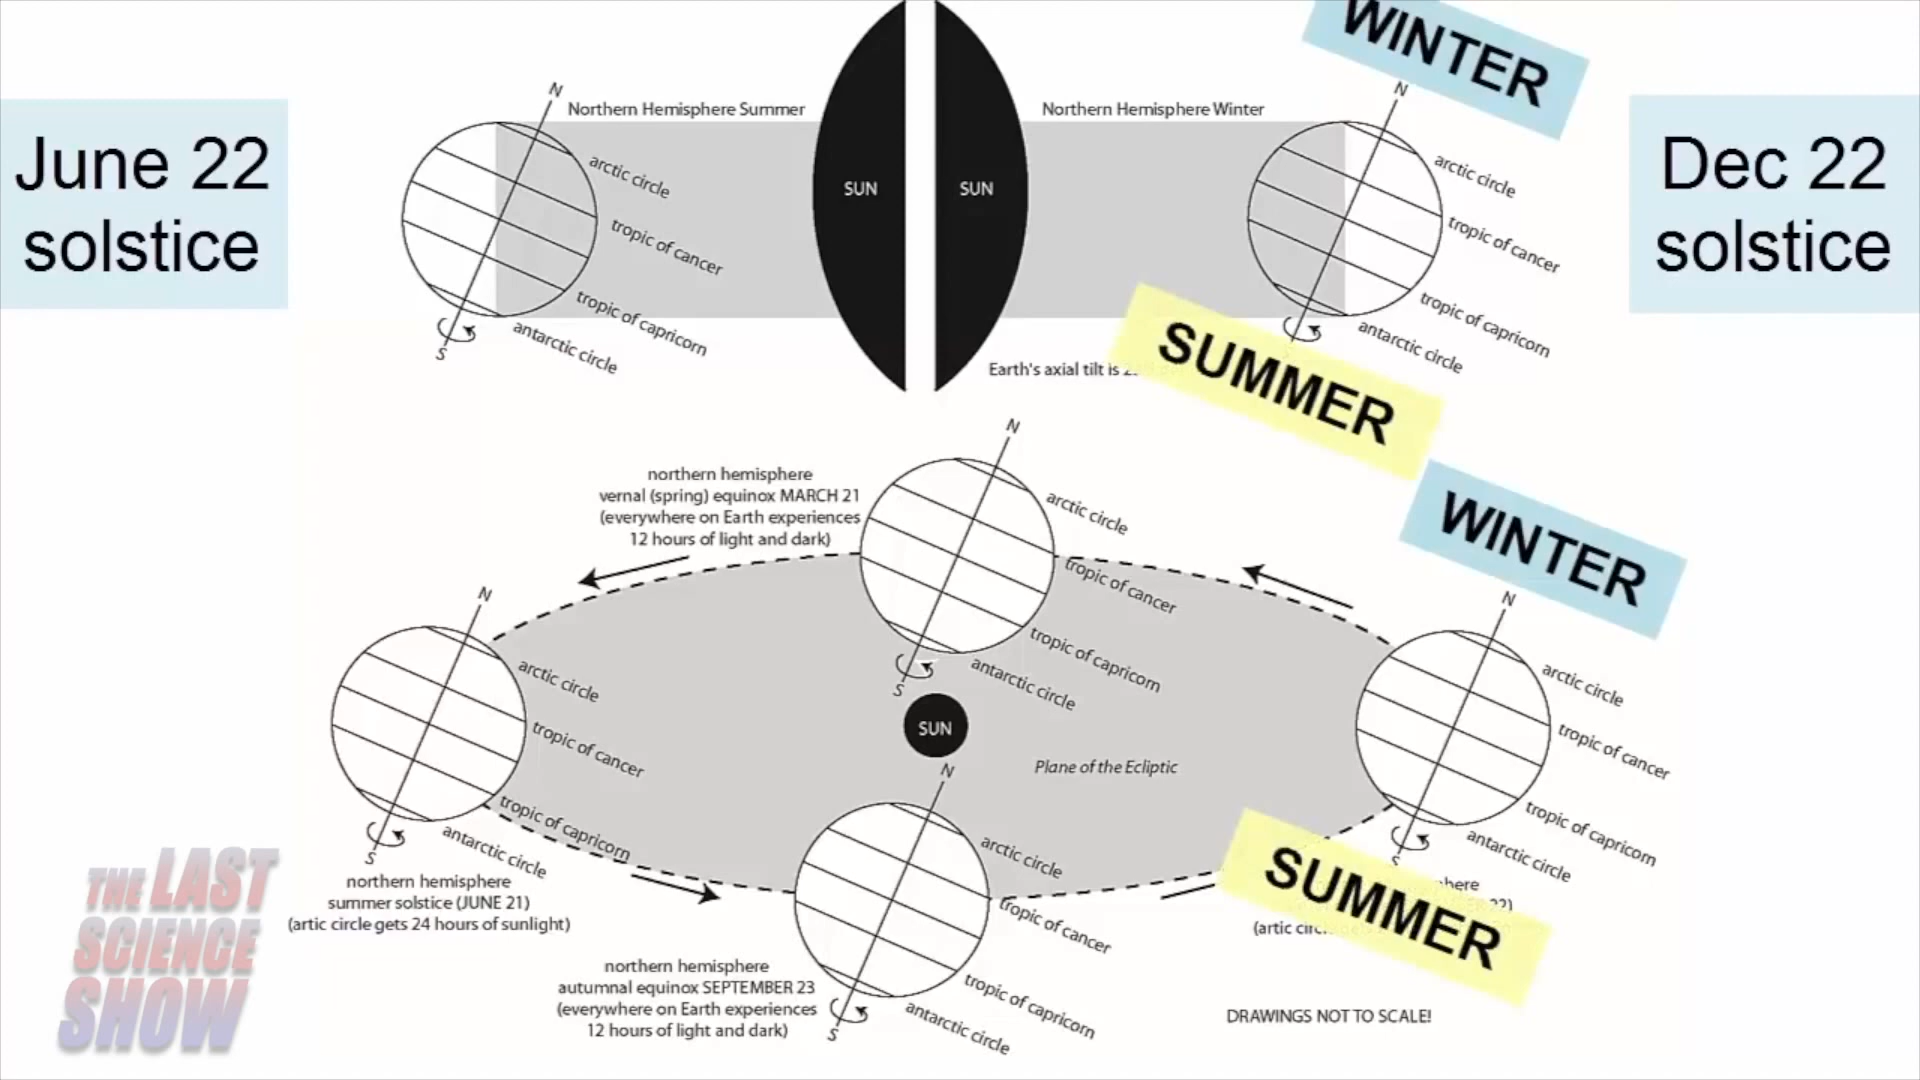 WINTER
June 22
solstice
Dec 22
solstice
N
Northern Hemisphere Summer
arctic circle
tropic of cancer
tropic of capricorn
antarctic circle
S
SUN
SUN
Northern Hemisphere Winter
N
arctic circle
tropic of cancer
tropic of capricorn
antarctic circle
SUMMER
Earth's axial tilt is
WINTER
northern hemisphere
vernal (spring) equinox MARCH 21
(everywhere on Earth experiences
12 hours of light and dark)
N
arctic circle
tropic of cancer
tropic of capricorn
antarctic circle
S
N
arctic circle
tropic of cancer
tropic of capricorn
antarctic circle
S
northern hemisphere
summer solstice (JUNE 21)
(artic circle gets 24 hours of sunlight)
SUN
Plane of the Ecliptic
N
arctic circle
tropic of cancer
tropic of capricorn
antarctic circle
S
northern hemisphere
autumnal equinox SEPTEMBER 23
(everywhere on Earth experiences
12 hours of light and dark)
N
arctic circle
tropic of cancer
tropic of capricorn
antarctic circle
SUMMER
(artic
DRAWINGS NOT TO SCALE!
THE LAST
SCIENCE
SHOW